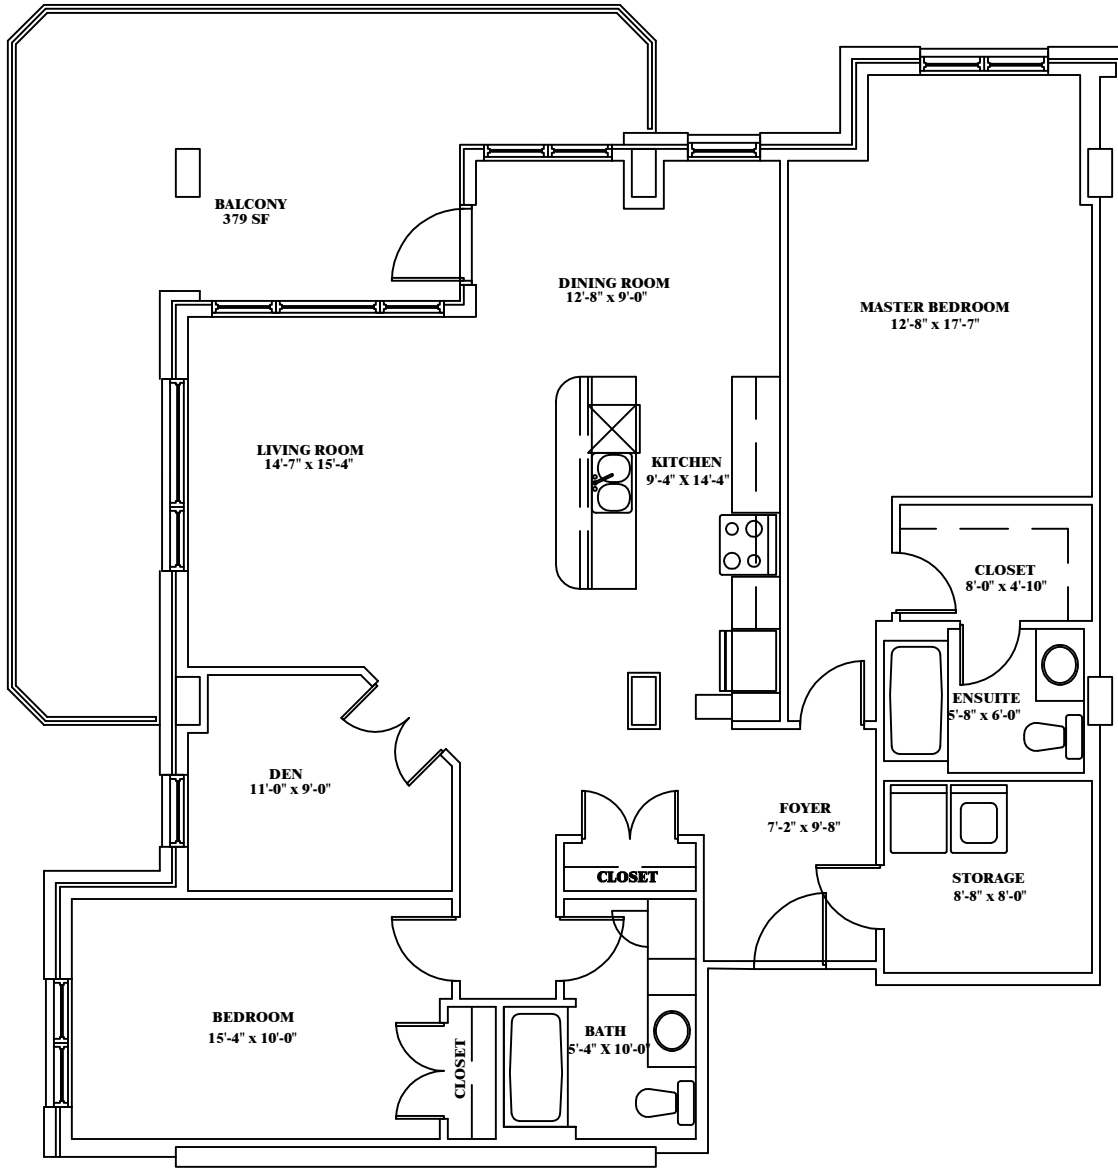 BALCONY
379 SF
DINING ROOM
12'-8" x 9'-0"
MASTER BEDROOM
12'-8" x 17'-7"
LIVING ROOM
14'-7" x 15'-4"
KITCHEN
9'-4" X 14'-4"
CLOSET
8'-0" x 4'-10"
ENSUITE
5'-8" x 6'-0"
DEN
11'-0" x 9'-0"
FOYER
7'-2" x 9'-8"
CLOSET
STORAGE
8'-8" x 8'-0"
BEDROOM
15'-4" x 10'-0"
CLOSET
BATH
5'-4" X 10'-0"